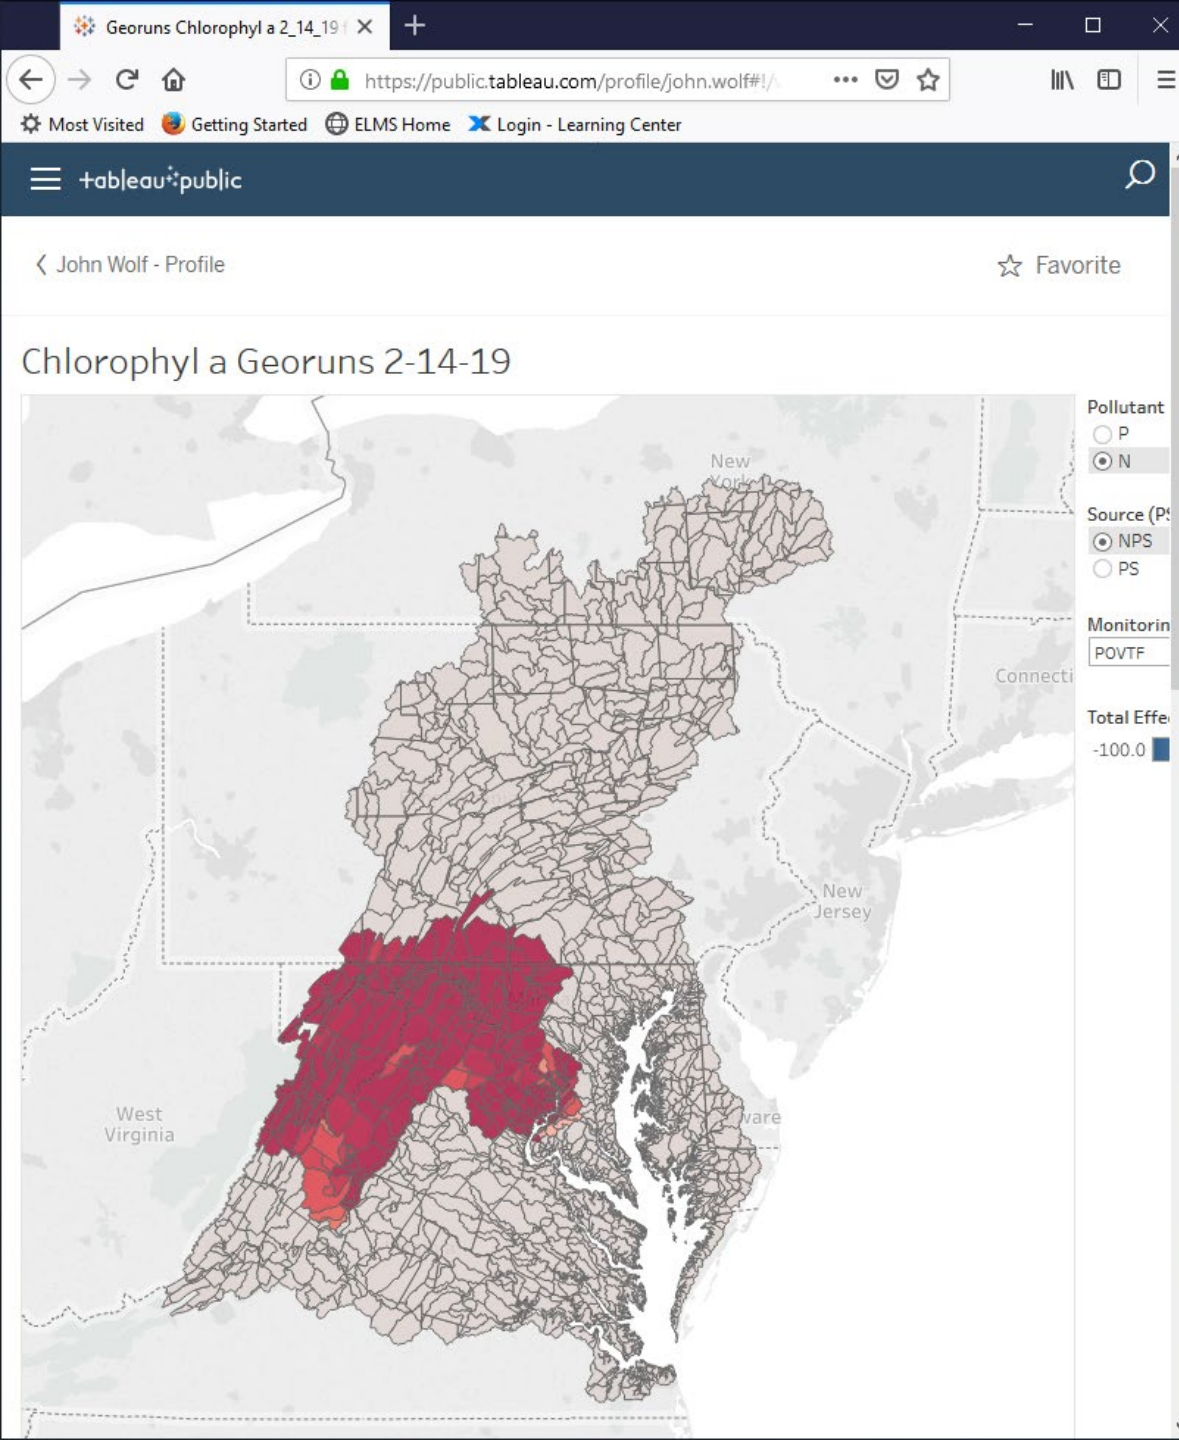 Georuns Chlorophyl a 2_14_19
https://public.tableau.com/profile/john.wolf#!/
Most Visited
Getting Started
ELMS Home
Login - Learning Center
+ableau public
John Wolf - Profile
Favorite
Chlorophyl a Georuns 2-14-19
Pollutant
P
N
Source (PS
NPS
PS
Monitorin
POVTF
Total Effe
-100.0
New
York
Connecti
New
Jersey
West
Virginia
ware